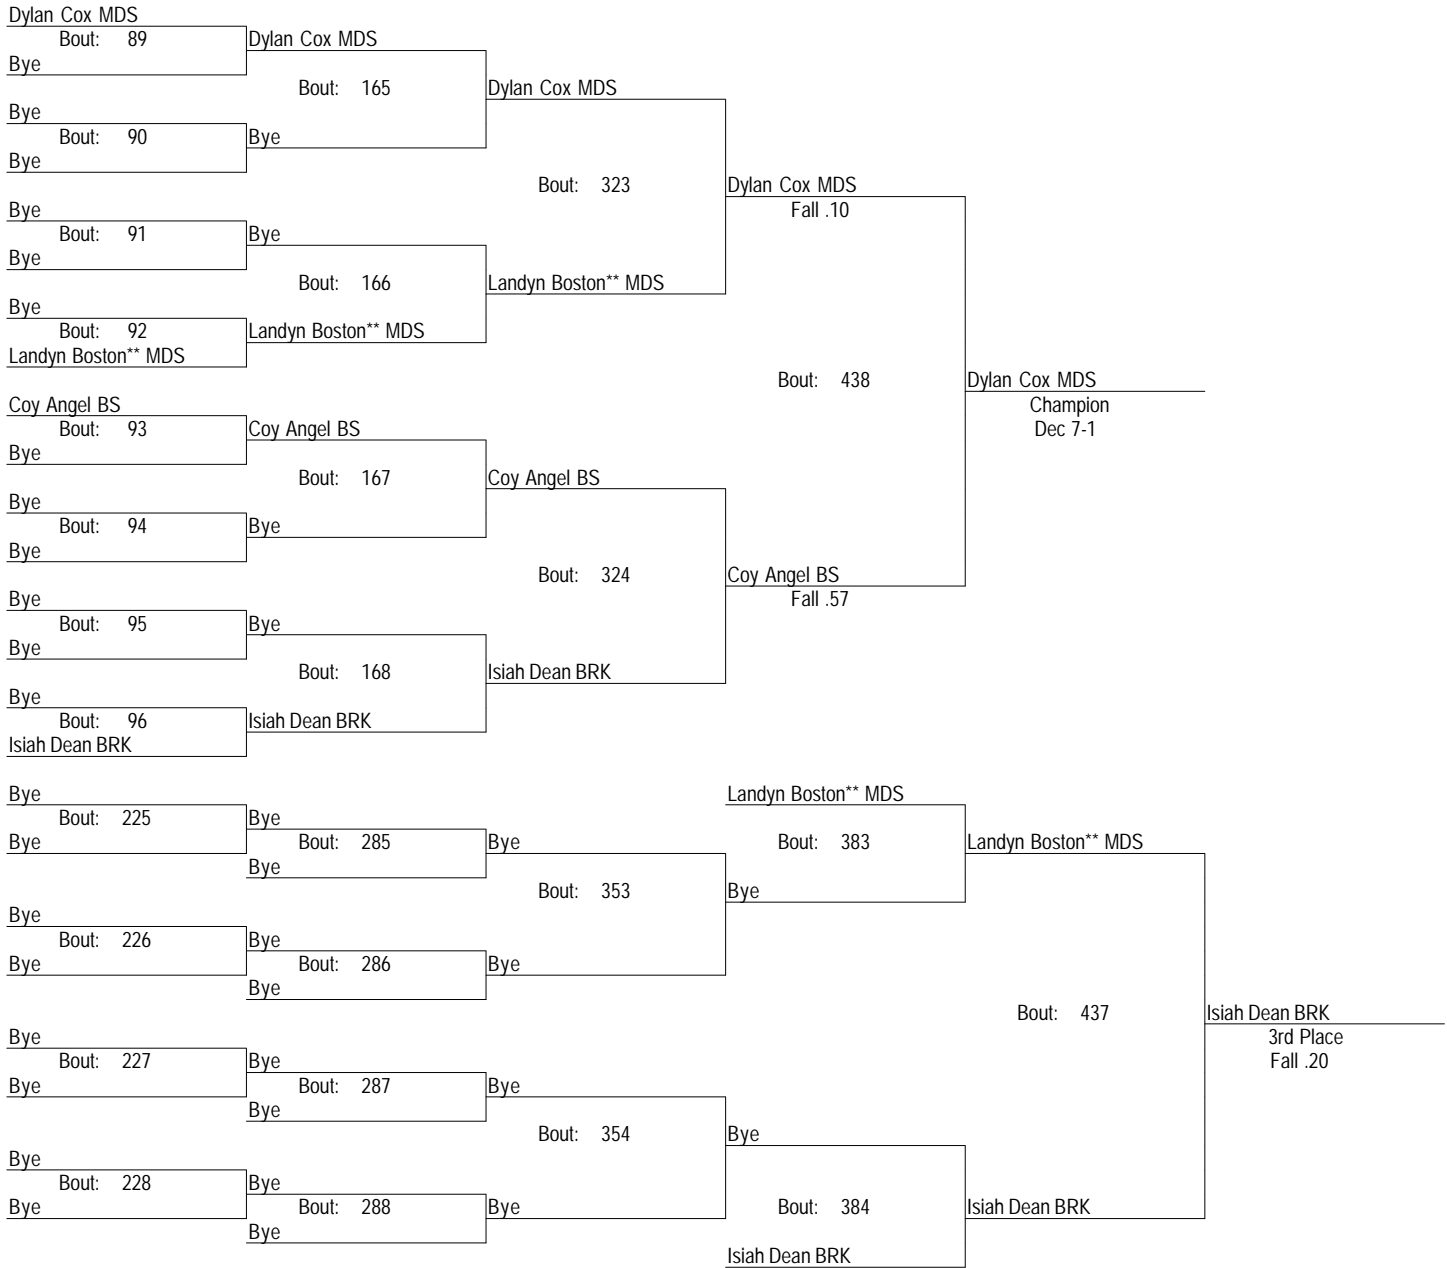 Dylan Cox MDS
Bout: 89
Dylan Cox MDS
Bye
Bout: 165
Dylan Cox MDS
Bye
Bout: 90
Bye
Bye
Bout: 323
Dylan Cox MDS
Fall .10
Bye
Bout: 91
Bye
Bye
Bout: 166
Landyn Boston** MDS
Bye
Bout: 92
Landyn Boston** MDS
Landyn Boston** MDS
Bout: 438
Dylan Cox MDS
Champion
Dec 7-1
Coy Angel BS
Bout: 93
Coy Angel BS
Bye
Bout: 167
Coy Angel BS
Bye
Bout: 94
Bye
Bye
Bout: 324
Coy Angel BS
Fall .57
Bye
Bout: 95
Bye
Bye
Bout: 168
Isiah Dean BRK
Bye
Bout: 96
Isiah Dean BRK
Isiah Dean BRK
Bye
Landyn Boston** MDS
Bout: 225
Bye
Bye
Bout: 285
Bye
Bout: 383
Landyn Boston** MDS
Bye
Bout: 353
Bye
Bye
Bout: 226
Bye
Bye
Bout: 286
Bye
Bye
Bout: 437
Isiah Dean BRK
3rd Place
Fall .20
Bye
Bout: 227
Bye
Bye
Bout: 287
Bye
Bye
Bout: 354
Bye
Bye
Bout: 228
Bye
Bye
Bout: 288
Bye
Bout: 384
Isiah Dean BRK
Bye
Isiah Dean BRK